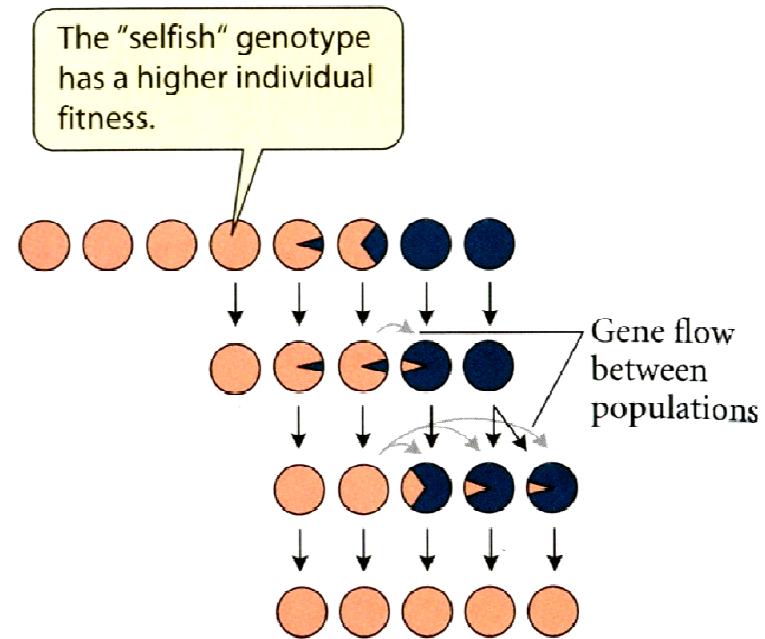 The "selfish" genotype
has a higher individual
fitness.
Gene flow
between
populations